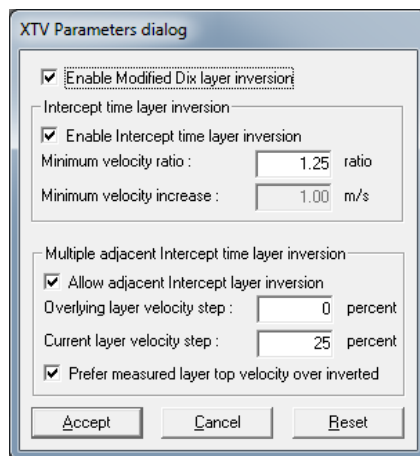 XTV Parameters dialog
Enable Modified Dix layer inversion
Intercept time layer inversion
Enable Intercept time layer inversion
Minimum velocity ratio : 1.25 ratio
Minimum velocity increase : 1.00 m/s
Multiple adjacent Intercept time layer inversion
Allow adjacent Intercept layer inversion
Overlying layer velocity step : 0 percent
Current layer velocity step : 25 percent
Prefer measured layer top velocity over inverted
Accept Cancel Reset